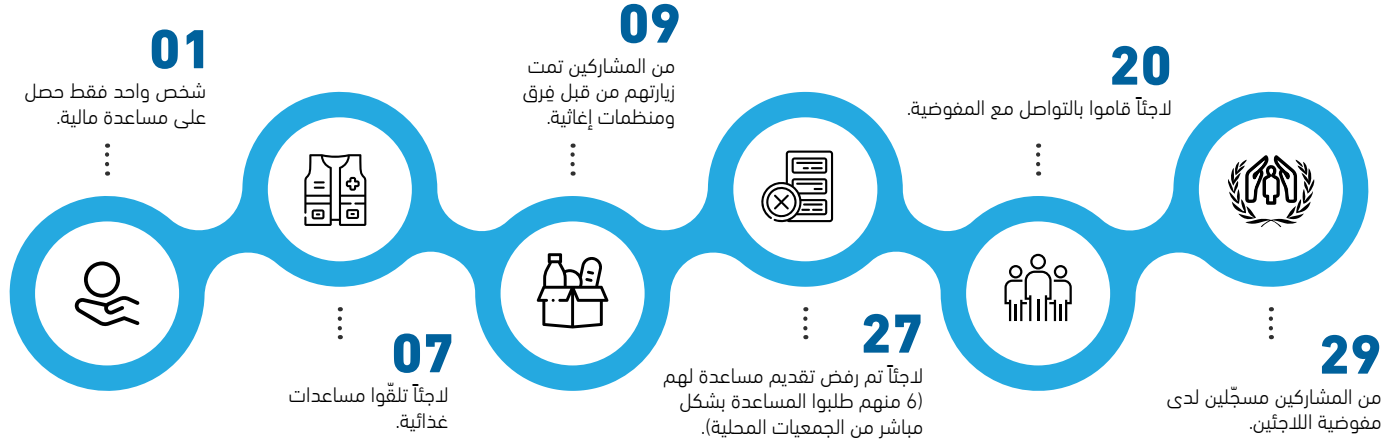 29
من المشاركين مسجّلين لدى
مفوضية اللاجئين.
20
لاجئاً قاموا بالتواصل مع المفوضية.
27
لاجئاً تم رفض تقديم مساعدة لهم
(6 منهم طلبوا المساعدة بشكل
مباشر من الجمعيات المحلية).
09
من المشاركين تمت
زيارتهم من قبل فِرق
ومنظمات إغاثية.
07
لاجئاً تلقّوا مساعدات
غذائية.
01
شخص واحد فقط حصل
على مساعدة مالية.